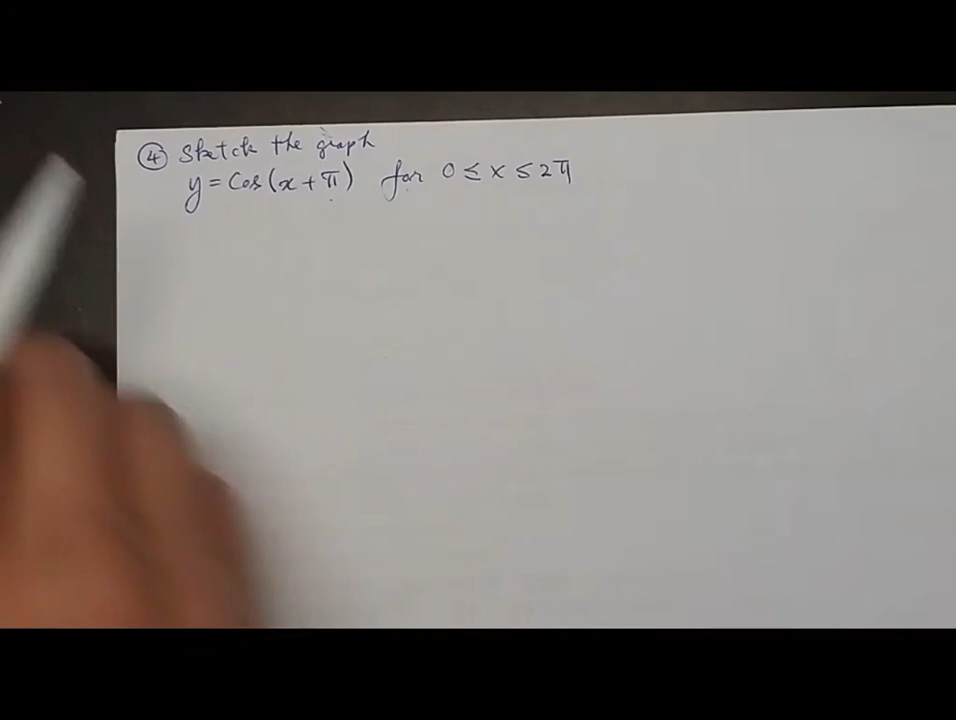 ④ Sketch the graph
y = Cos(x + π) for 0 ≤ x ≤ 2π